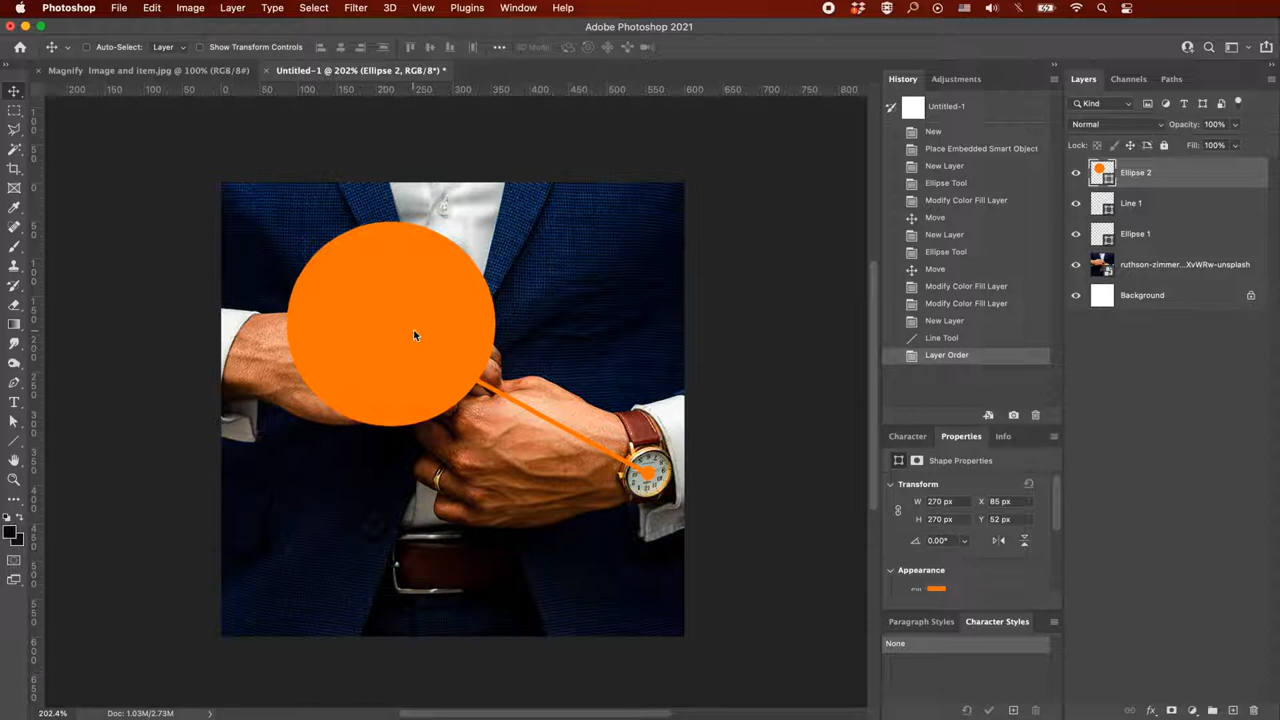 Photoshop File Edit Image Layer Type Select Filter 3D View Plugins Window Help
Adobe Photoshop 2021
Auto-Select: Layer Show Transform Controls 3D Mode
Magnify Image and item.jpg @ 100% (RGB/8#) Untitled-1 @ 202% (Ellipse 2, RGB/8*) *
200 150 100 50 0 50 100 150 200 250 300 350 400 450 500 550 600 650 700 750 800
History Adjustments
Untitled-1
New
Place Embedded Smart Object
New Layer
Ellipse Tool
Modify Color Fill Layer
Move
New Layer
Ellipse Tool
Move
Modify Color Fill Layer
Modify Color Fill Layer
New Layer
Line Tool
Layer Order
Character Properties Info
Shape Properties
Transform
W 270 px X 85 px
H 270 px Y 52 px
0.00°
Appearance
Fill
Paragraph Styles Character Styles
None
Layers Channels Paths
Kind
Normal Opacity: 100%
Lock: Fill: 100%
Ellipse 2
Line 1
Ellipse 1
ruthson-zimmer...XvWRw-unsplash
Background
202.4% Doc: 1.03M/2.73M